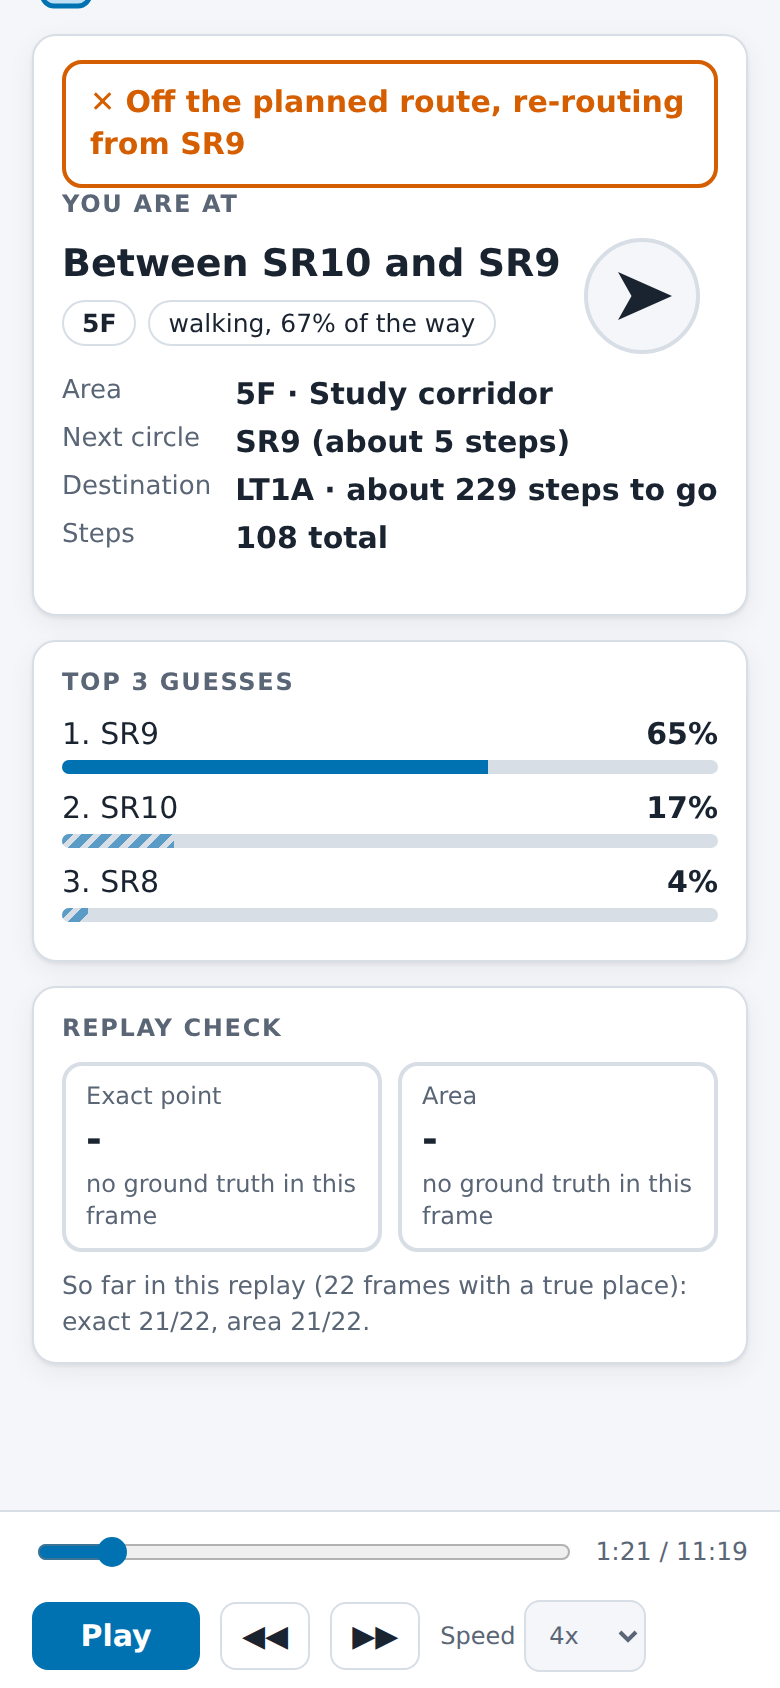 ✕ Off the planned route, re-routing
from SR9
YOU ARE AT
Between SR10 and SR9
5F
walking, 67% of the way
Area
5F · Study corridor
Next circle
SR9 (about 5 steps)
Destination
LT1A · about 229 steps to go
Steps
108 total
TOP 3 GUESSES
1. SR9
65%
2. SR10
17%
3. SR8
4%
REPLAY CHECK
Exact point
-
no ground truth in this
frame
Area
-
no ground truth in this
frame
So far in this replay (22 frames with a true place):
exact 21/22, area 21/22.
1:21 / 11:19
Play
Speed
4x